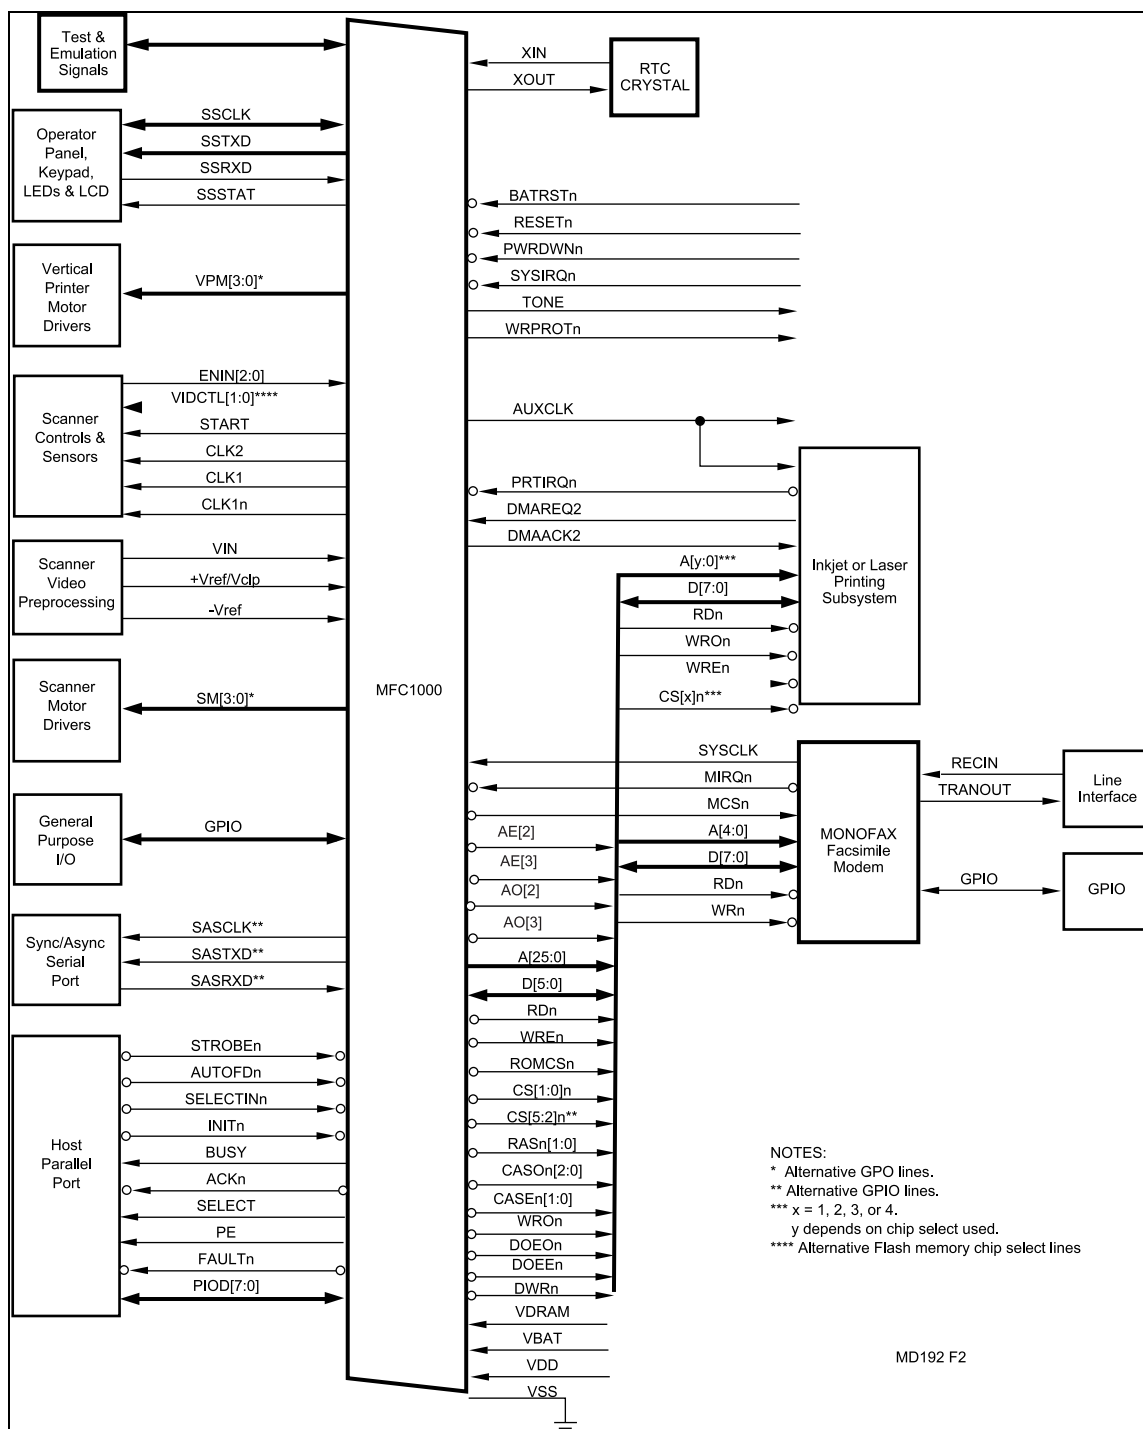 Test &
Emulation
Signals
XIN
XOUT
RTC
CRYSTAL
Operator
Panel,
Keypad,
LEDs & LCD
SSCLK
SSTXD
SSRXD
SSSTAT
BATRSTn
RESETn
PWRDWNn
SYSIRQn
TONE
WRPROTn
Vertical
Printer
Motor
Drivers
VPM[3:0]*
Scanner
Controls &
Sensors
ENIN[2:0]
VIDCTL[1:0]****
START
CLK2
CLK1
CLK1n
AUXCLK
PRTIRQn
DMAREQ2
DMAACK2
A[y:0]***
D[7:0]
RDn
WROn
WREn
CS[x]n***
Inkjet or Laser
Printing
Subsystem
Scanner
Video
Preprocessing
VIN
+Vref/Vclp
-Vref
MFC1000
Scanner
Motor
Drivers
SM[3:0]*
SYSCLK
MIRQn
MCSn
A[4:0]
D[7:0]
RDn
WRn
MONOFAX
Facsimile
Modem
RECIN
TRANOUT
Line
Interface
GPIO
GPIO
General
Purpose
I/O
GPIO
AE[2]
AE[3]
AO[2]
AO[3]
A[25:0]
D[5:0]
RDn
WREn
ROMCSn
CS[1:0]n
CS[5:2]n**
RASn[1:0]
CASOn[2:0]
CASEn[1:0]
WROn
DOEOn
DOEEn
DWRn
VDRAM
VBAT
VDD
VSS
Sync/Async
Serial
Port
SASCLK**
SASTXD**
SASRXD**
Host
Parallel
Port
STROBEn
AUTOFDn
SELECTINn
INITn
BUSY
ACKn
SELECT
PE
FAULTn
PIOD[7:0]
NOTES:
* Alternative GPO lines.
** Alternative GPIO lines.
*** x = 1, 2, 3, or 4.
y depends on chip select used.
**** Alternative Flash memory chip select lines
MD192 F2